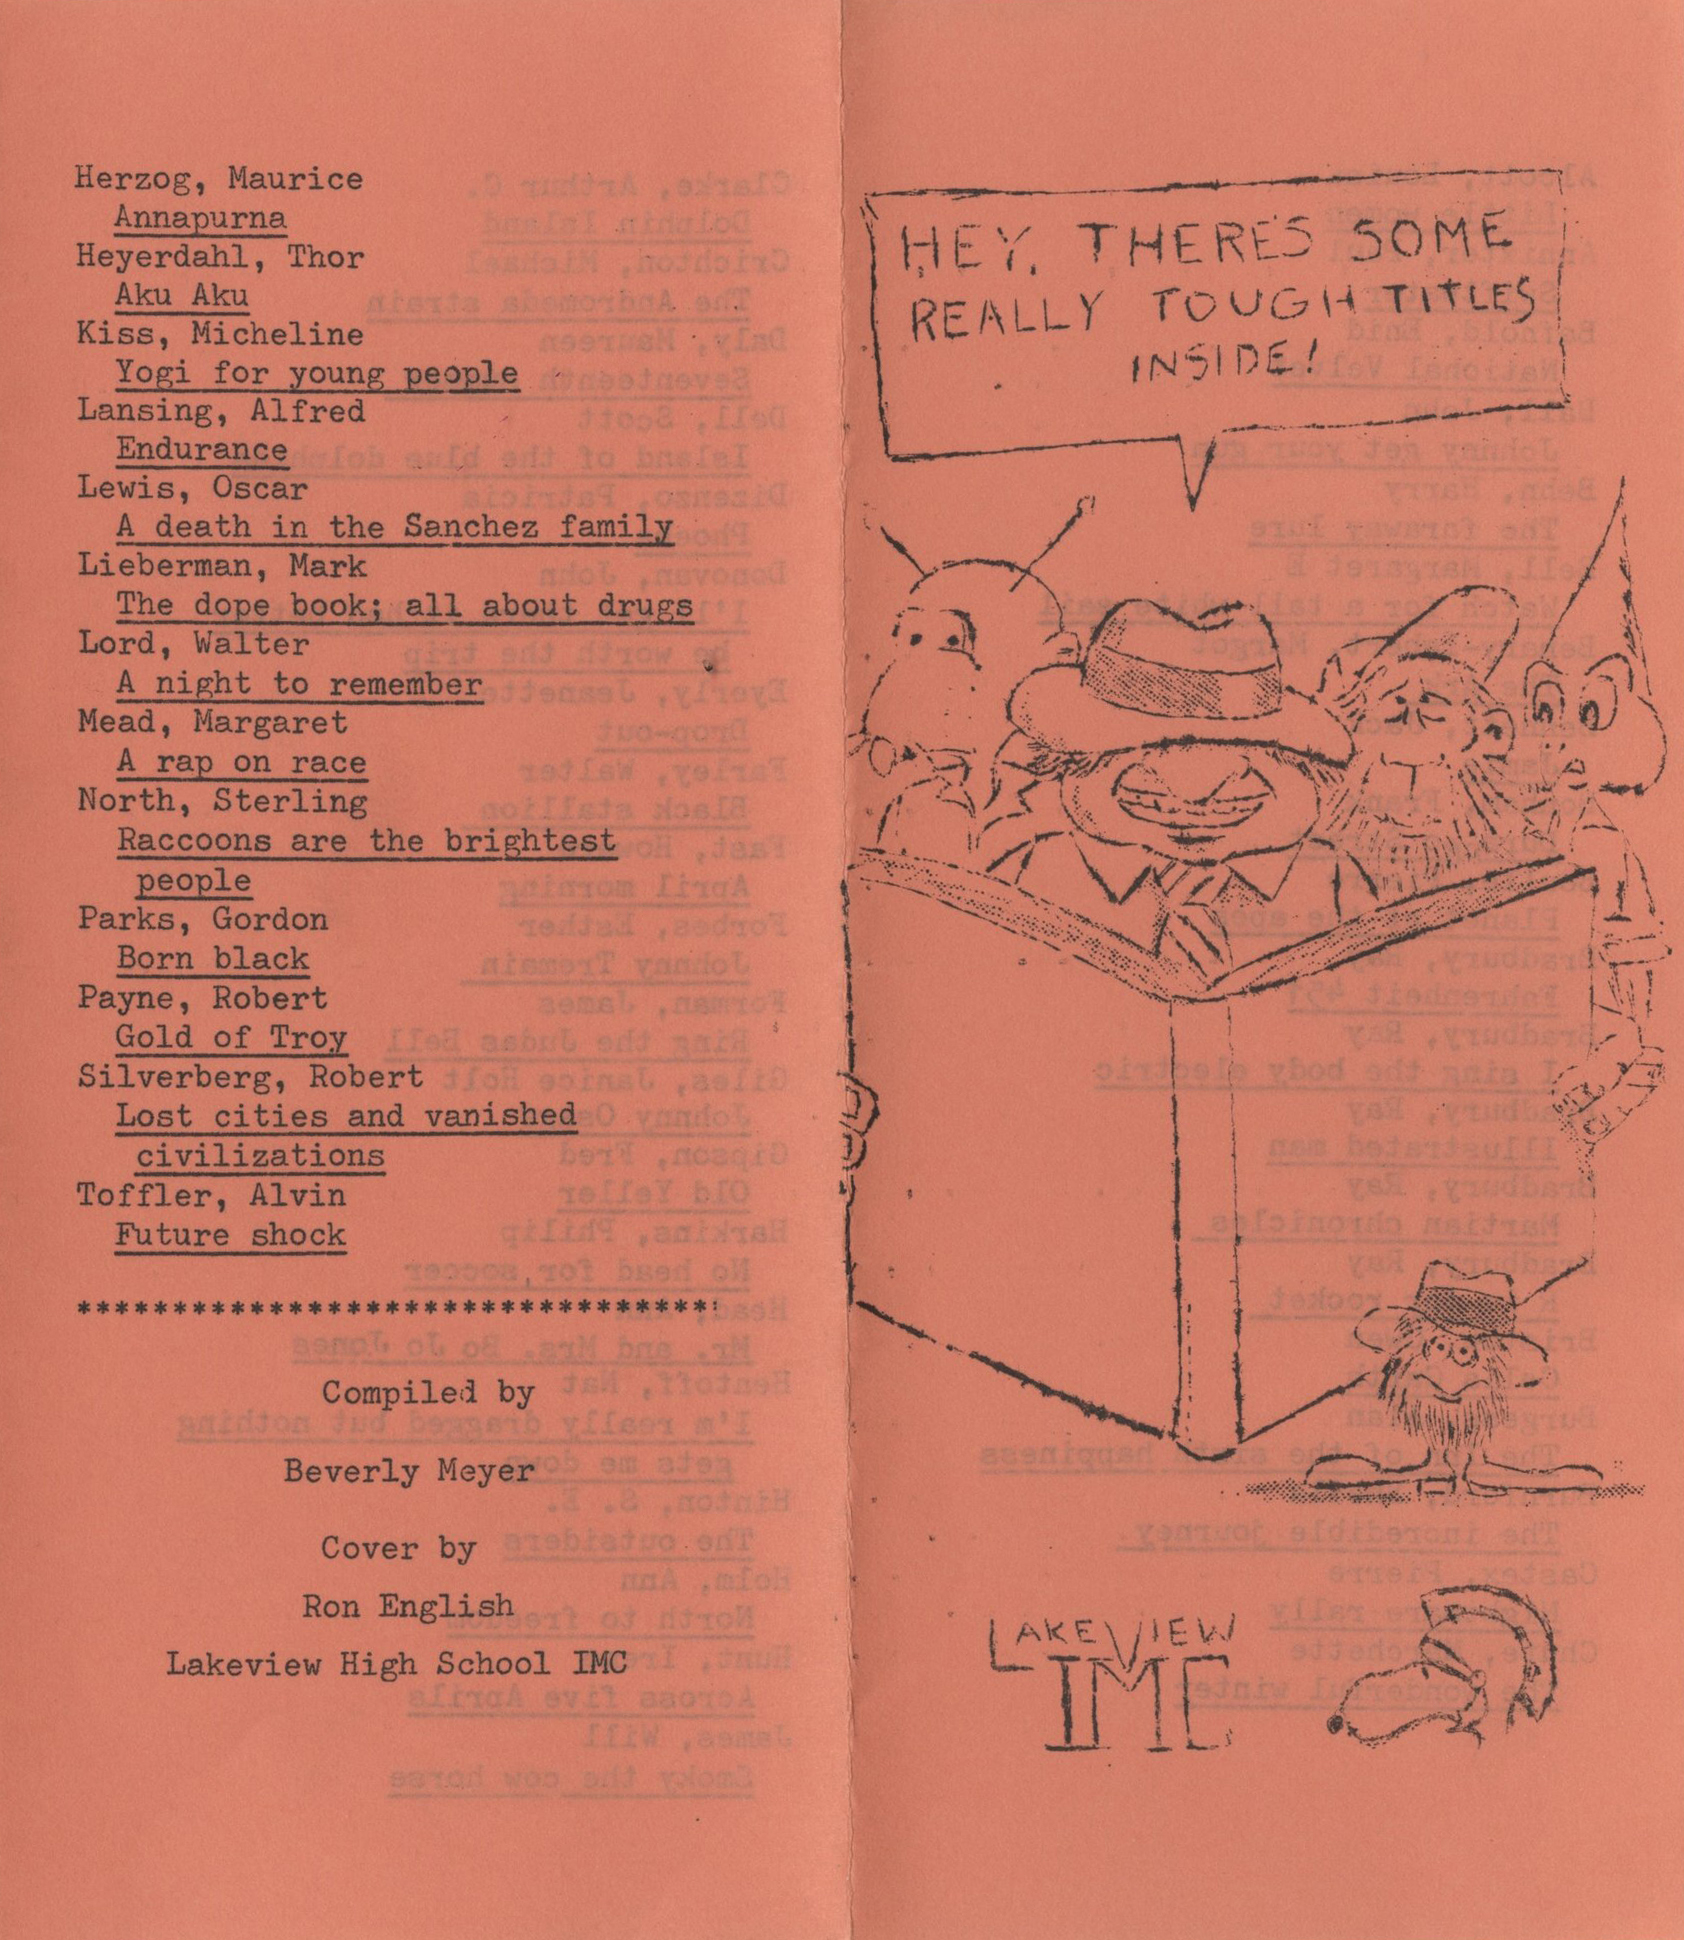 Herzog, Maurice
Annapurna
Heyerdahl, Thor
Aku Aku
Kiss, Micheline
Yogi for young people
Lansing, Alfred
Endurance
Lewis, Oscar
A death in the Sanchez family
Lieberman, Mark
The dope book; all about drugs
Lord, Walter
A night to remember
Mead, Margaret
A rap on race
North, Sterling
Raccoons are the brightest
people
Parks, Gordon
Born black
Payne, Robert
Gold of Troy
Silverberg, Robert
Lost cities and vanished
civilizations
Toffler, Alvin
Future shock
**********************************
Compiled by
Beverly Meyer
Cover by
Ron English
Lakeview High School IMC
HEY, THERE'S SOME
REALLY TOUGH TITLES
INSIDE!
LAKEVIEW
IMC